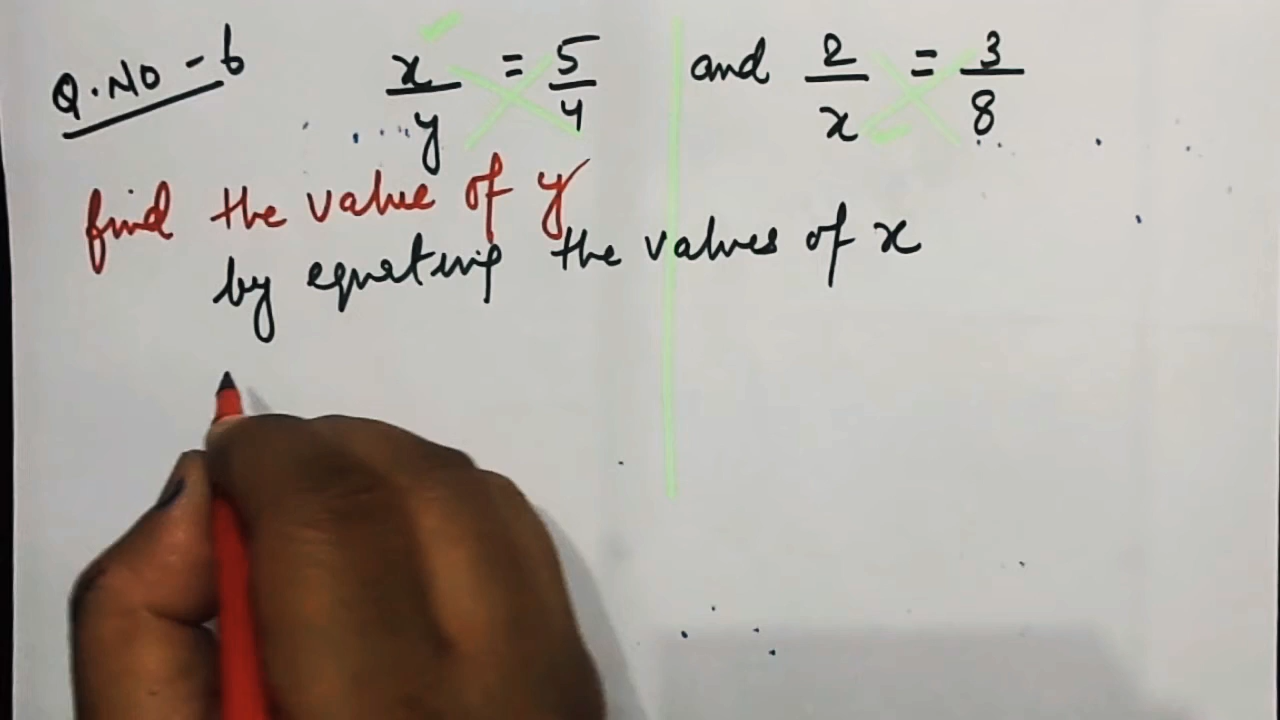 Q.NO - 6 x/y = 5/4 and 2/x = 3/8
find the value of y
by equating the values of x